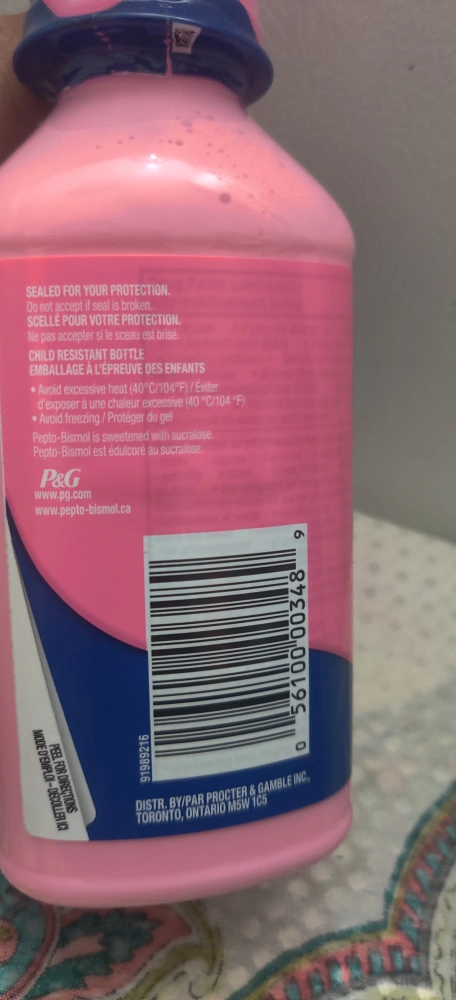 SEALED FOR YOUR PROTECTION.
Do not accept if seal is broken.
SCELLÉ POUR VOTRE PROTECTION.
Ne pas accepter si le sceau est brisé.
CHILD RESISTANT BOTTLE
EMBALLAGE À L'ÉPREUVE DES ENFANTS
• Avoid excessive heat (40°C/104°F) / Éviter
d'exposer à une chaleur excessive (40 °C/104 °F)
• Avoid freezing / Protéger du gel
Pepto-Bismol is sweetened with sucralose.
Pepto-Bismol est édulcoré au sucralose.
P&G
www.pg.com
www.pepto-bismol.ca
0 56100 00348 9
91989216
PEEL FOR DIRECTIONS
MODE D'EMPLOI – DÉCOLLER ICI
DISTR. BY/PAR PROCTER & GAMBLE INC.,
TORONTO, ONTARIO M5W 1C5